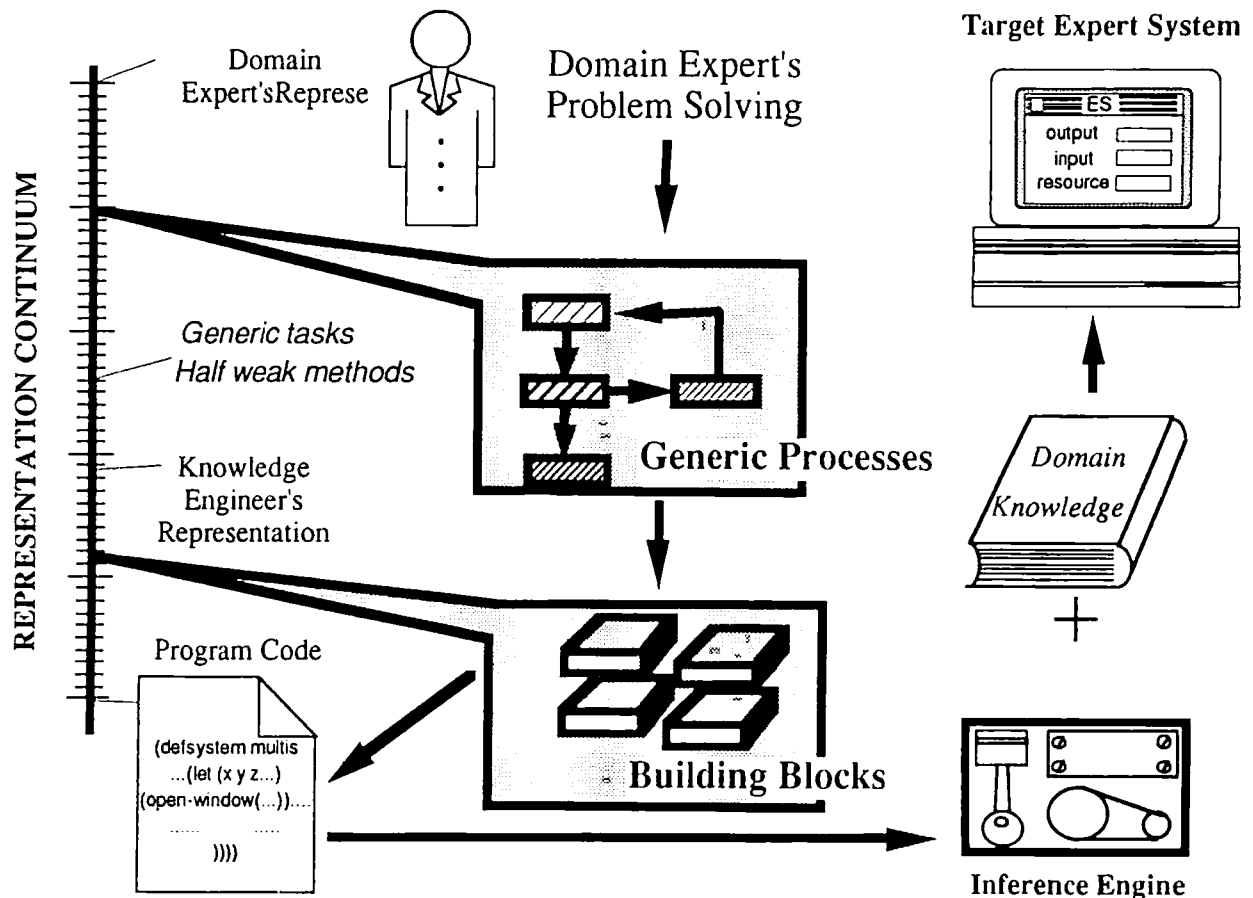 Target Expert System
Domain
Expert'sReprese
Domain Expert's
Problem Solving
ES
output
input
resource
REPRESENTATION CONTINUUM
Generic tasks
Half weak methods
Generic Processes
Domain
Knowledge
Knowledge
Engineer's
Representation
+
Program Code
(defsystem multis
...(let (x y z...)
(open-window(...))....
...... ......
))))
Building Blocks
Inference Engine